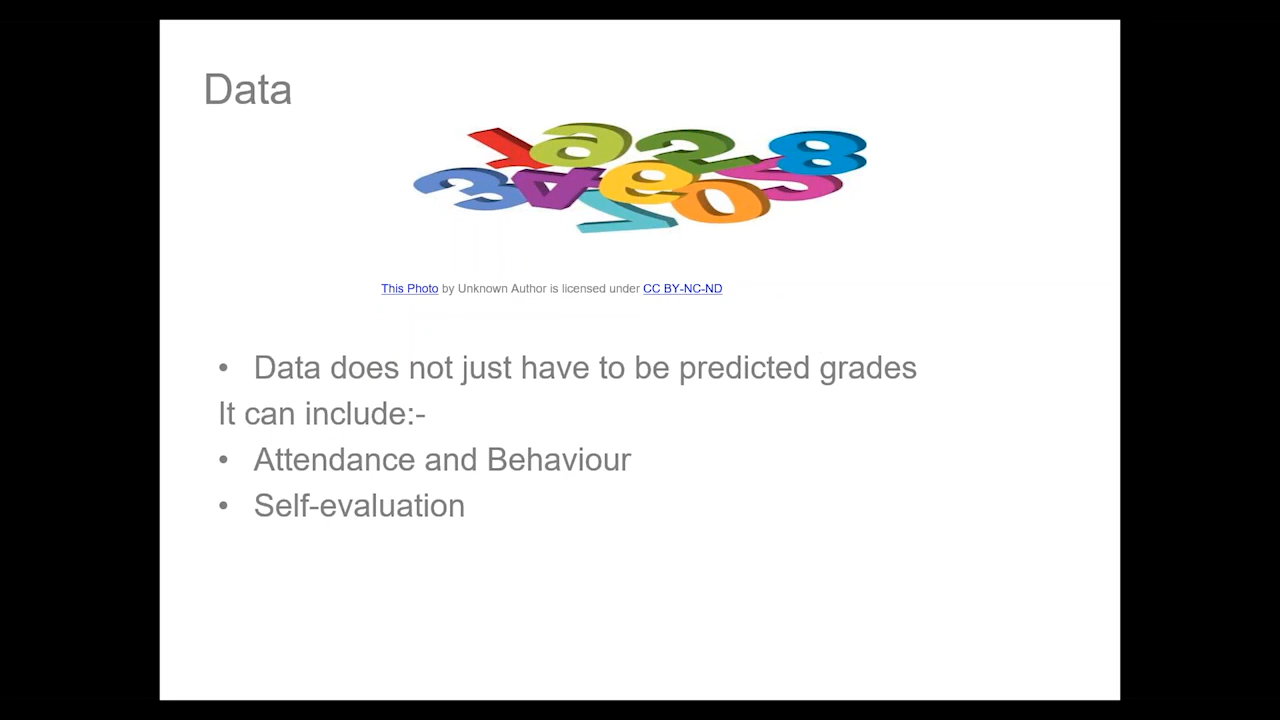 Data
This Photo by Unknown Author is licensed under CC BY-NC-ND
• Data does not just have to be predicted grades
It can include:-
• Attendance and Behaviour
• Self-evaluation